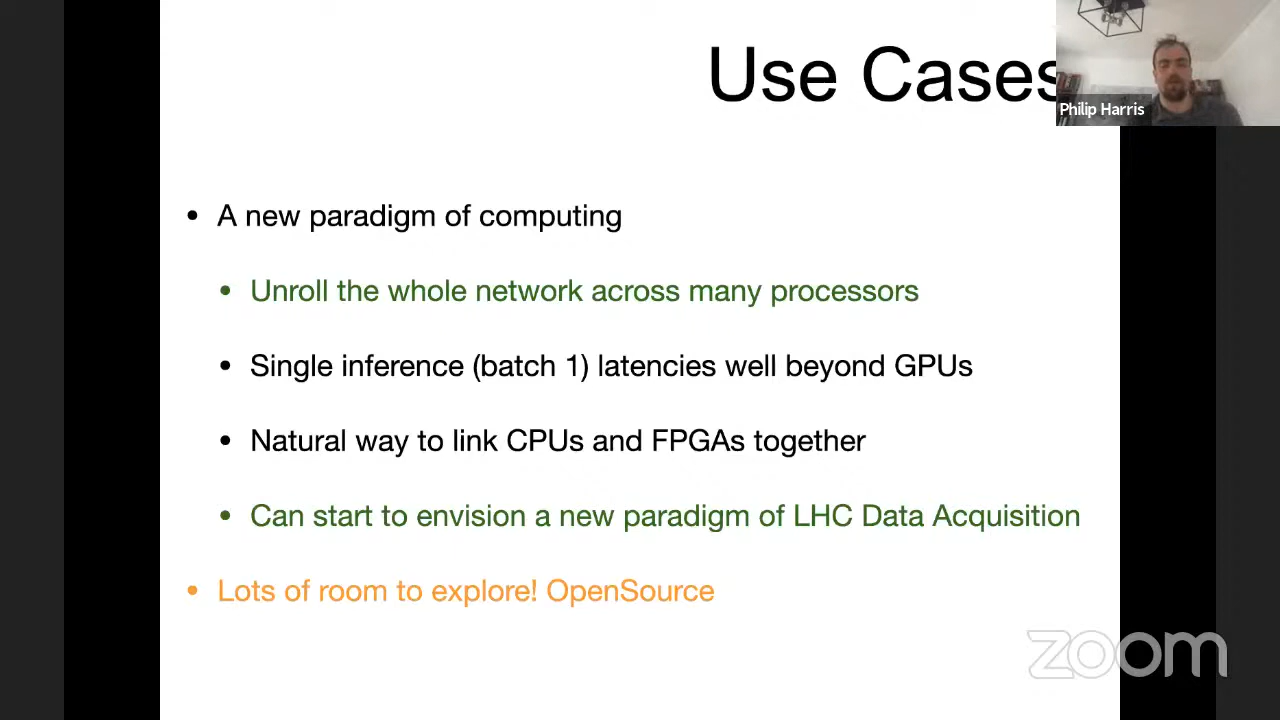 Use Cases
Philip Harris
• A new paradigm of computing
• Unroll the whole network across many processors
• Single inference (batch 1) latencies well beyond GPUs
• Natural way to link CPUs and FPGAs together
• Can start to envision a new paradigm of LHC Data Acquisition
• Lots of room to explore! OpenSource
zoom